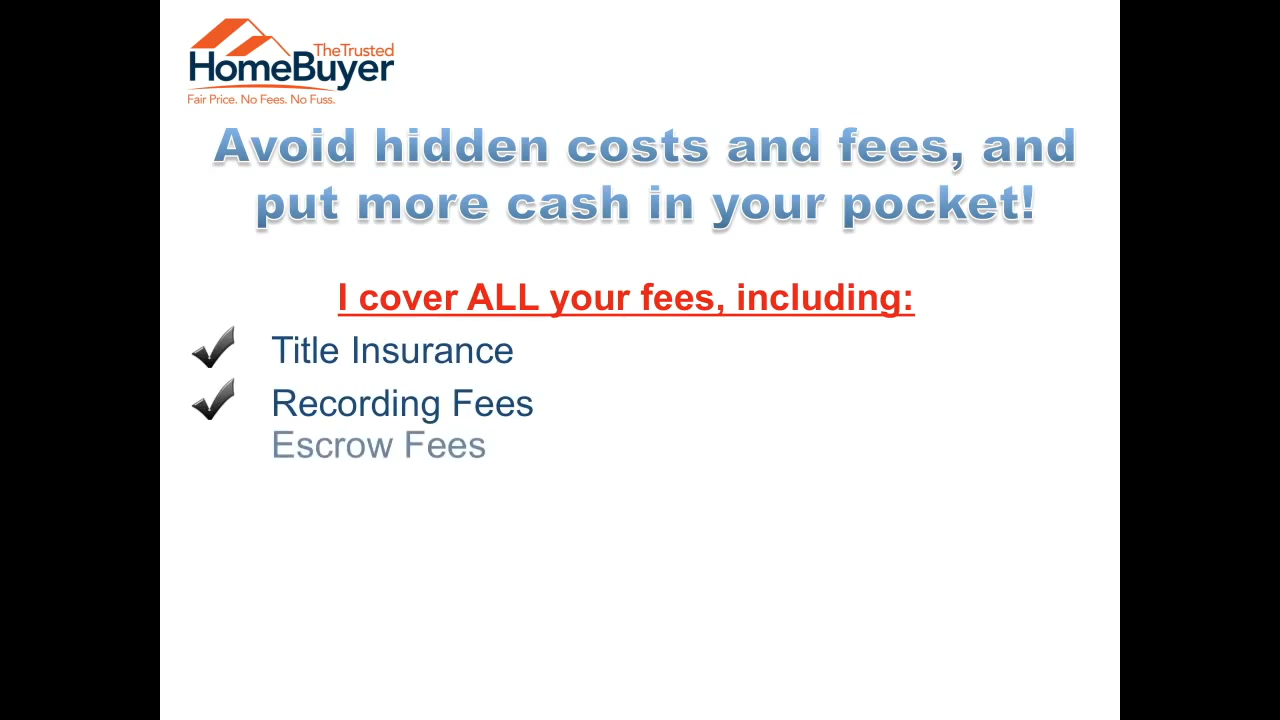 TheTrusted
HomeBuyer
Fair Price. No Fees. No Fuss.
Avoid hidden costs and fees, and
put more cash in your pocket!
I cover ALL your fees, including:
Title Insurance
Recording Fees
Escrow Fees